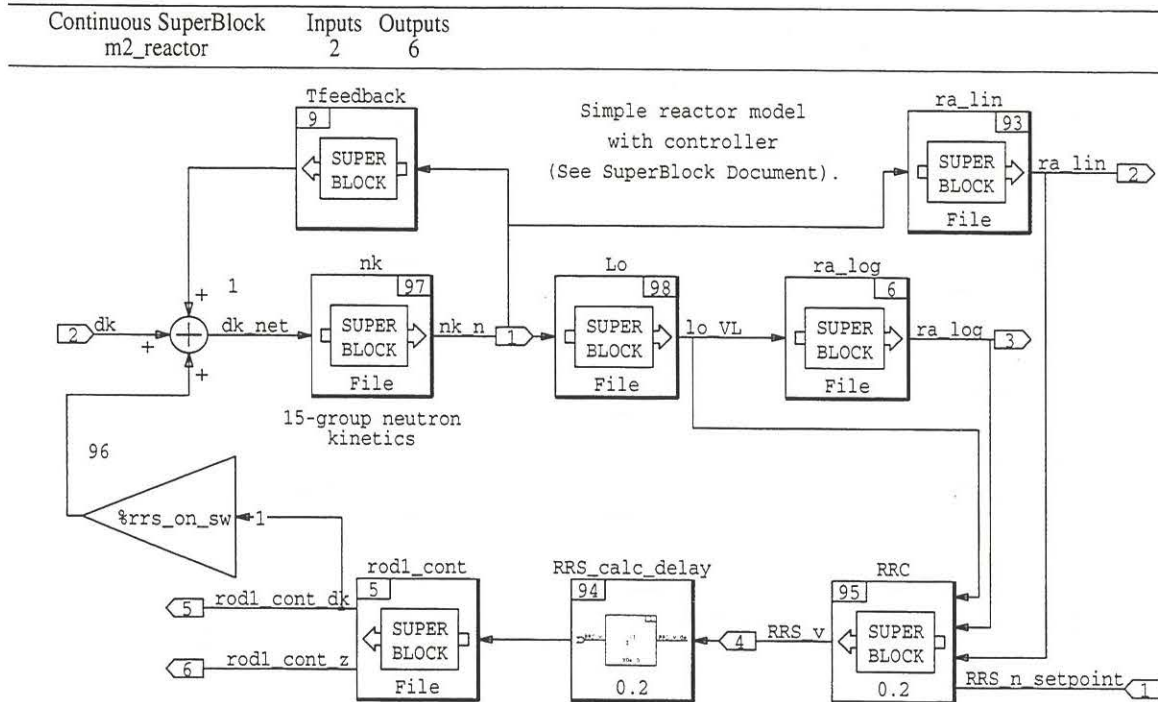 Continuous SuperBlock Inputs Outputs
m2_reactor 2 6
Tfeedback
9
SUPER
BLOCK
Simple reactor model
with controller
(See SuperBlock Document).
ra_lin
93
SUPER
BLOCK
File
ra_lin
2
1
2
dk
+
+
+
dk_net
nk
97
SUPER
BLOCK
File
15-group neutron
kinetics
nk_n
1
Lo
98
SUPER
BLOCK
File
lo_VL
ra_log
6
SUPER
BLOCK
File
ra_log
3
96
%rrs_on_sw
1
rod1_cont
5
SUPER
BLOCK
File
5
rod1_cont_dk
6
rod1_cont_z
RRS_calc_delay
94
0.2
4
RRS_v
RRC
95
SUPER
BLOCK
0.2
RRS_n_setpoint
1